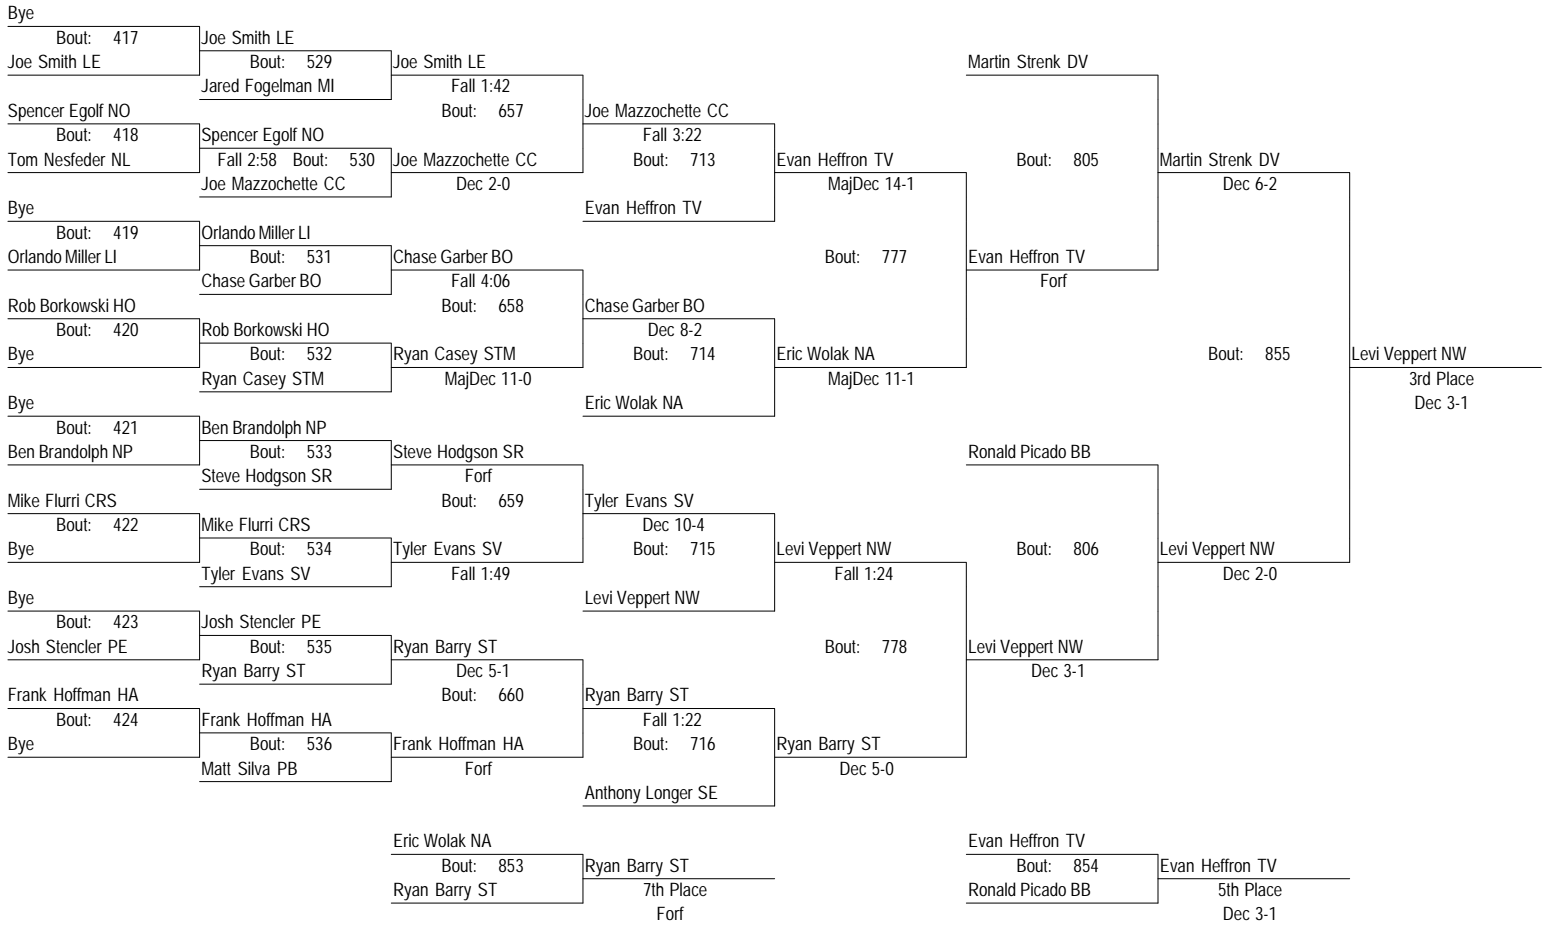 Bye
Bout: 417
Joe Smith LE
Joe Smith LE
Bout: 529
Jared Fogelman MI
Joe Smith LE
Fall 1:42
Bout: 657
Spencer Egolf NO
Bout: 418
Tom Nesfeder NL
Spencer Egolf NO
Fall 2:58 Bout: 530
Joe Mazzochette CC
Joe Mazzochette CC
Dec 2-0
Joe Mazzochette CC
Fall 3:22
Bout: 713
Evan Heffron TV
Evan Heffron TV
MajDec 14-1
Bout: 777
Bye
Bout: 419
Orlando Miller LI
Orlando Miller LI
Bout: 531
Chase Garber BO
Chase Garber BO
Fall 4:06
Bout: 658
Rob Borkowski HO
Bout: 420
Bye
Rob Borkowski HO
Bout: 532
Ryan Casey STM
Ryan Casey STM
MajDec 11-0
Chase Garber BO
Dec 8-2
Bout: 714
Eric Wolak NA
Eric Wolak NA
MajDec 11-1
Martin Strenk DV
Bout: 805
Evan Heffron TV
Forf
Martin Strenk DV
Dec 6-2
Bout: 855
Levi Veppert NW
3rd Place
Dec 3-1
Bye
Bout: 421
Ben Brandolph NP
Ben Brandolph NP
Bout: 533
Steve Hodgson SR
Steve Hodgson SR
Forf
Bout: 659
Mike Flurri CRS
Bout: 422
Bye
Mike Flurri CRS
Bout: 534
Tyler Evans SV
Tyler Evans SV
Fall 1:49
Tyler Evans SV
Dec 10-4
Bout: 715
Levi Veppert NW
Levi Veppert NW
Fall 1:24
Bout: 778
Bye
Bout: 423
Josh Stencler PE
Josh Stencler PE
Bout: 535
Ryan Barry ST
Ryan Barry ST
Dec 5-1
Bout: 660
Frank Hoffman HA
Bout: 424
Bye
Frank Hoffman HA
Bout: 536
Matt Silva PB
Frank Hoffman HA
Forf
Ryan Barry ST
Fall 1:22
Bout: 716
Anthony Longer SE
Ryan Barry ST
Dec 5-0
Ronald Picado BB
Bout: 806
Levi Veppert NW
Dec 3-1
Levi Veppert NW
Dec 2-0
Eric Wolak NA
Bout: 853
Ryan Barry ST
Ryan Barry ST
7th Place
Forf
Evan Heffron TV
Bout: 854
Ronald Picado BB
Evan Heffron TV
5th Place
Dec 3-1